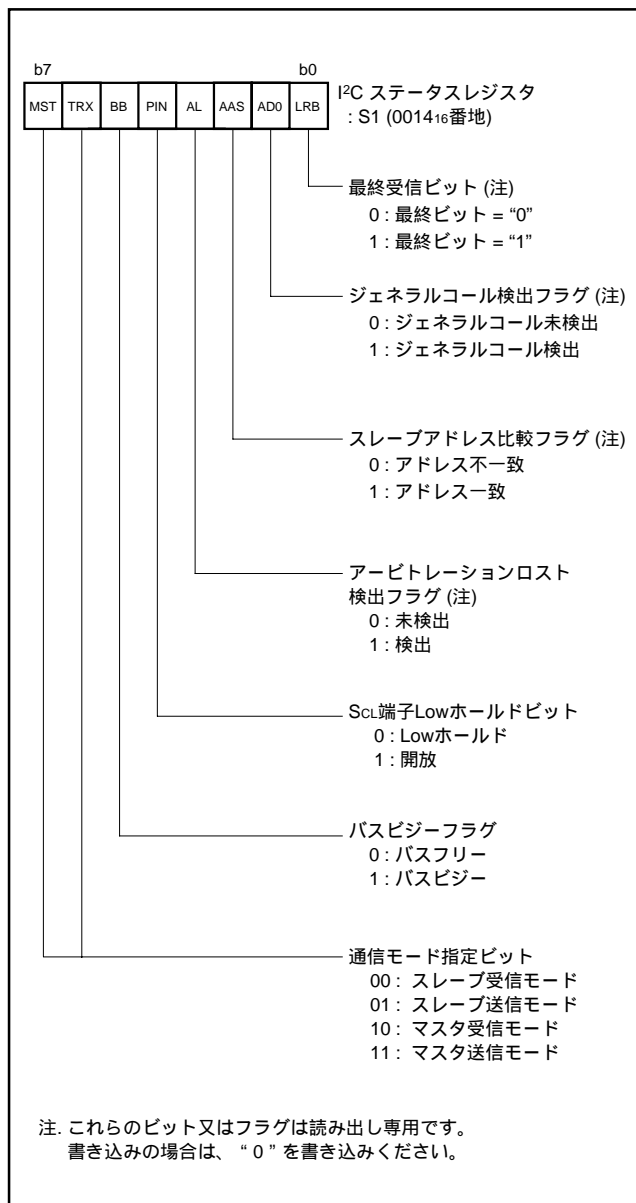 b7 b0
MST TRX BB PIN AL AAS AD0 LRB
I²C ステータスレジスタ
: S1 (0014₁₆番地)
最終受信ビット (注)
0 : 最終ビット = “0”
1 : 最終ビット = “1”
ジェネラルコール検出フラグ (注)
0 : ジェネラルコール未検出
1 : ジェネラルコール検出
スレーブアドレス比較フラグ (注)
0 : アドレス不一致
1 : アドレス一致
アービトレーションロスト
検出フラグ (注)
0 : 未検出
1 : 検出
SCL端子Lowホールドビット
0 : Lowホールド
1 : 開放
バスビジーフラグ
0 : バスフリー
1 : バスビジー
通信モード指定ビット
00 : スレーブ受信モード
01 : スレーブ送信モード
10 : マスタ受信モード
11 : マスタ送信モード
注. これらのビット又はフラグは読み出し専用です。
書き込みの場合は、“ 0 ” を書き込みください。